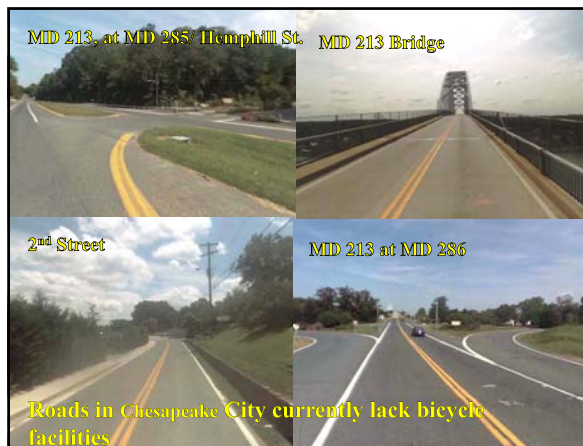 MD 213, at MD 285/ Hemphill St.
MD 213 Bridge
2nd Street
MD 213 at MD 286
Roads in Chesapeake City currently lack bicycle
facilities